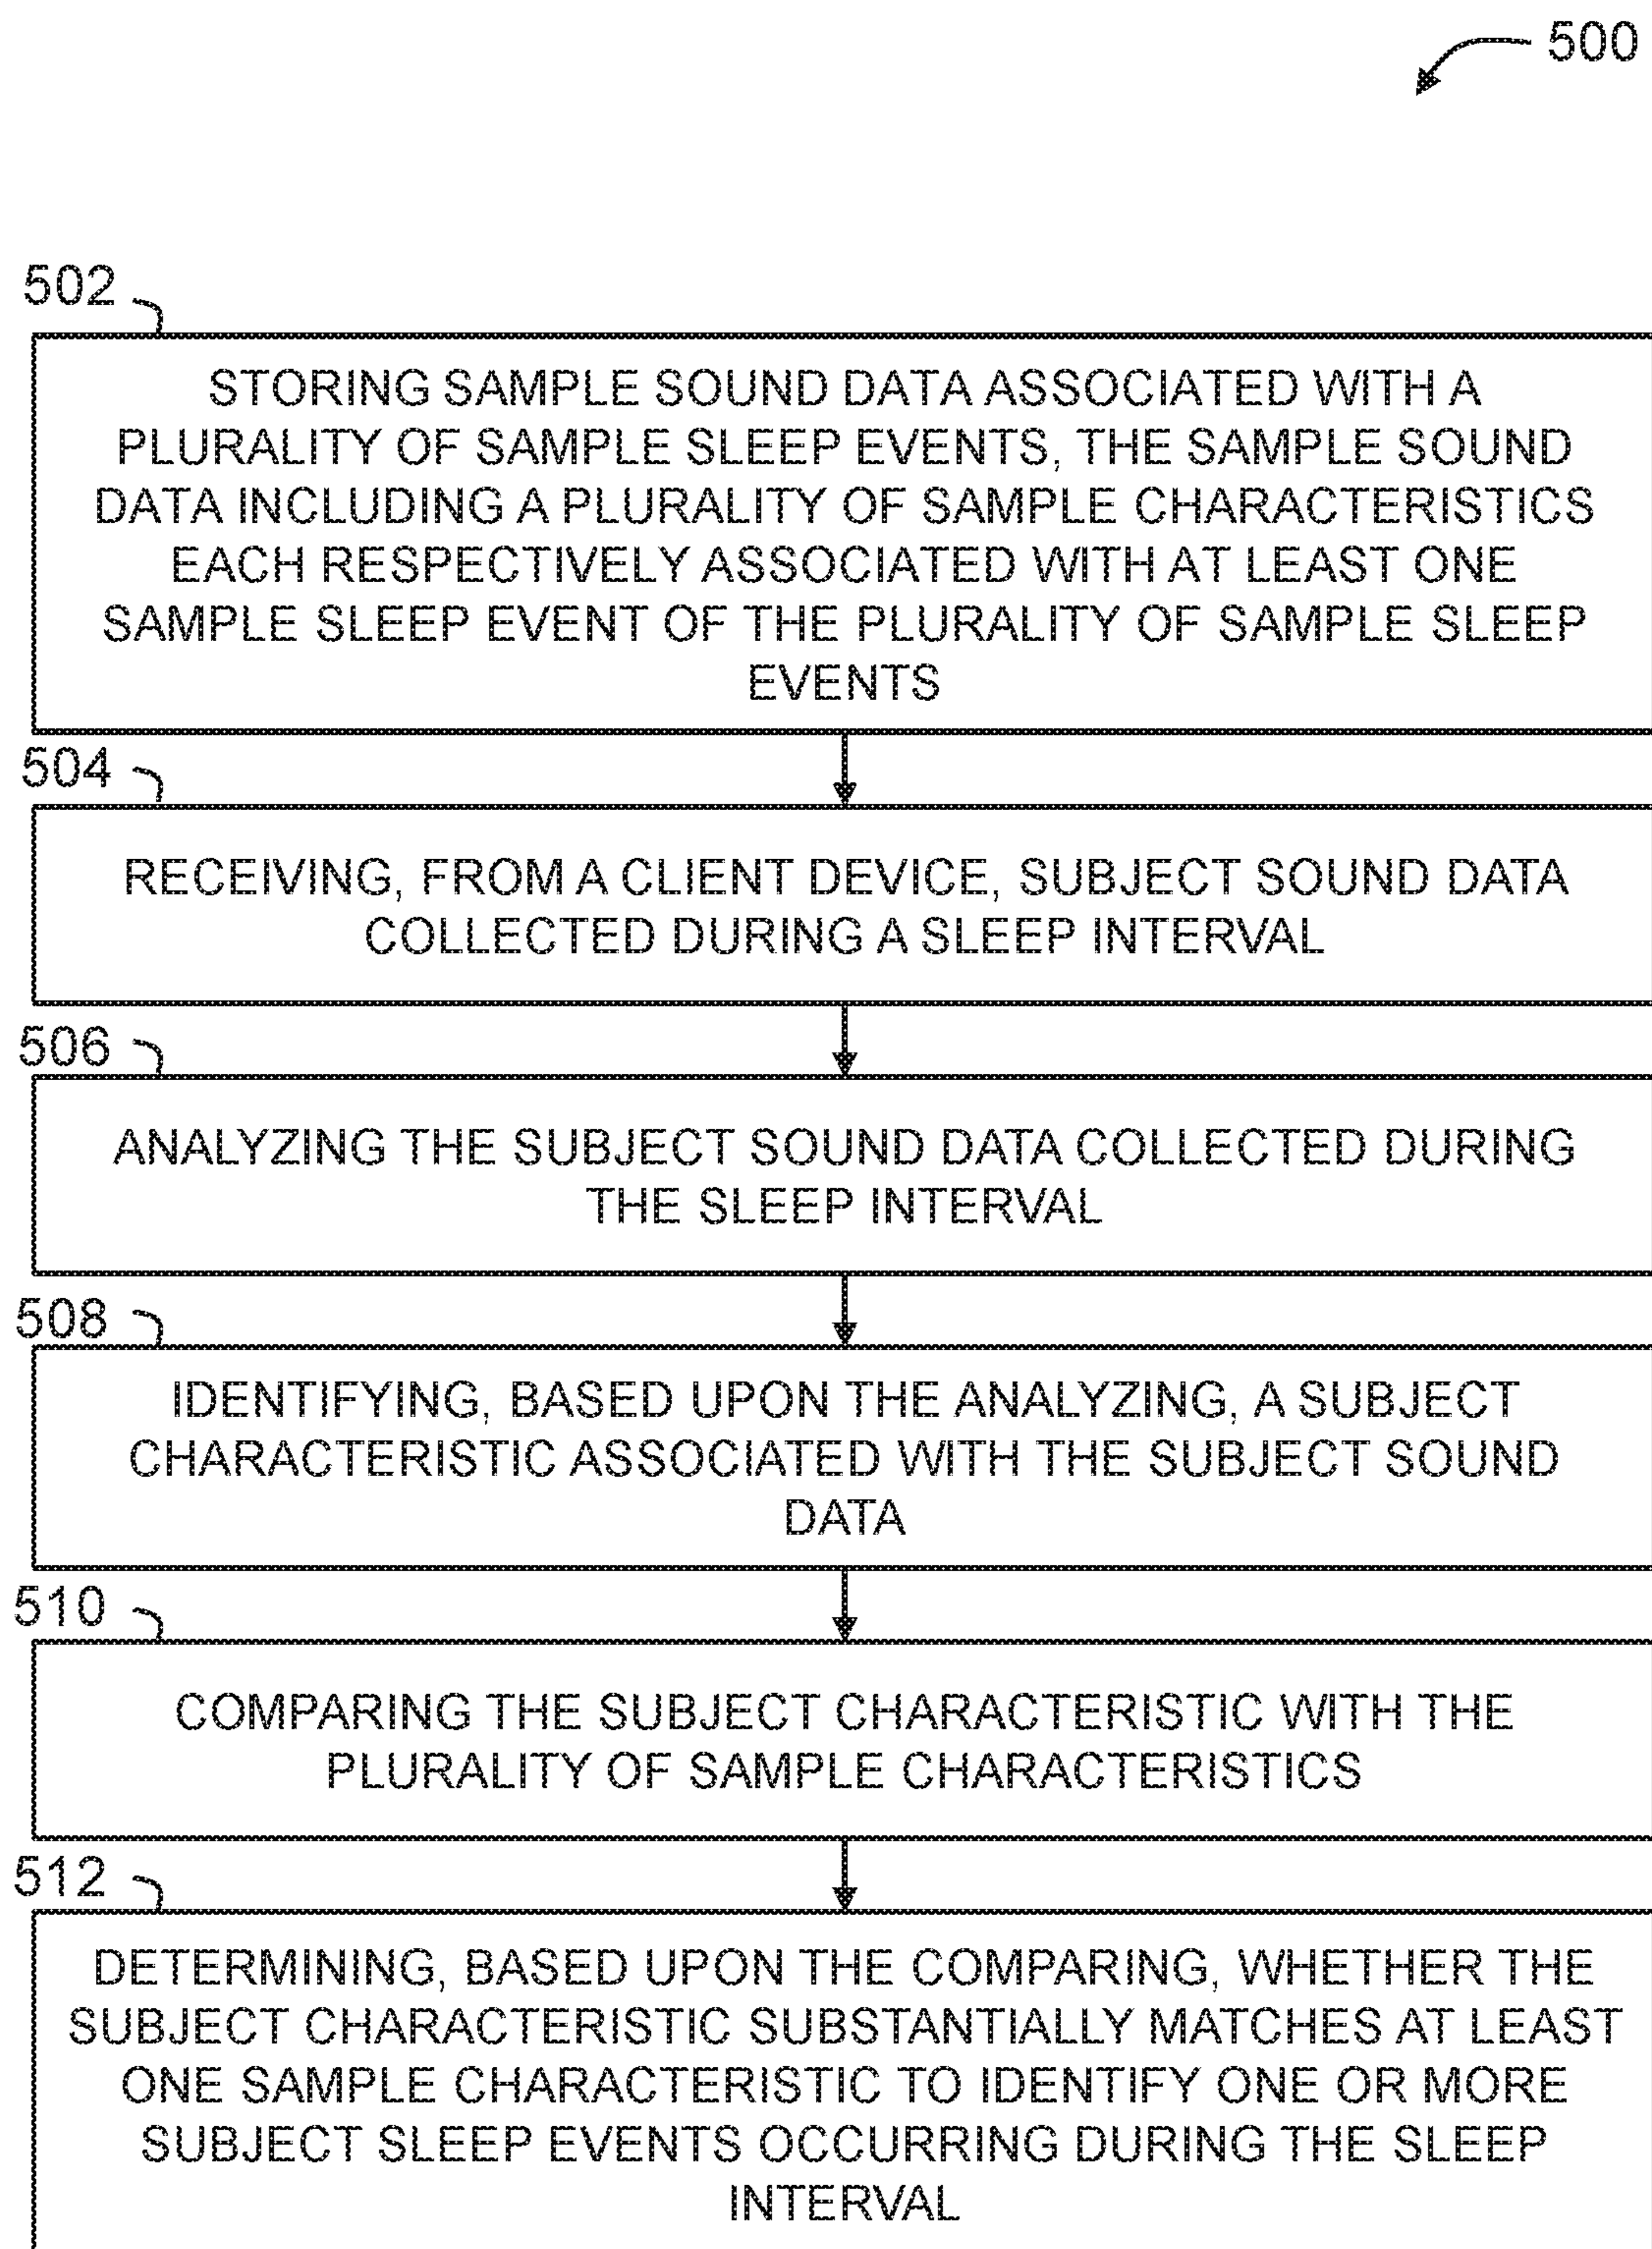 500
502
STORING SAMPLE SOUND DATA ASSOCIATED WITH A
PLURALITY OF SAMPLE SLEEP EVENTS, THE SAMPLE SOUND
DATA INCLUDING A PLURALITY OF SAMPLE CHARACTERISTICS
EACH RESPECTIVELY ASSOCIATED WITH AT LEAST ONE
SAMPLE SLEEP EVENT OF THE PLURALITY OF SAMPLE SLEEP
EVENTS
504
RECEIVING, FROM A CLIENT DEVICE, SUBJECT SOUND DATA
COLLECTED DURING A SLEEP INTERVAL
506
ANALYZING THE SUBJECT SOUND DATA COLLECTED DURING
THE SLEEP INTERVAL
508
IDENTIFYING, BASED UPON THE ANALYZING, A SUBJECT
CHARACTERISTIC ASSOCIATED WITH THE SUBJECT SOUND
DATA
510
COMPARING THE SUBJECT CHARACTERISTIC WITH THE
PLURALITY OF SAMPLE CHARACTERISTICS
512
DETERMINING, BASED UPON THE COMPARING, WHETHER THE
SUBJECT CHARACTERISTIC SUBSTANTIALLY MATCHES AT LEAST
ONE SAMPLE CHARACTERISTIC TO IDENTIFY ONE OR MORE
SUBJECT SLEEP EVENTS OCCURRING DURING THE SLEEP
INTERVAL